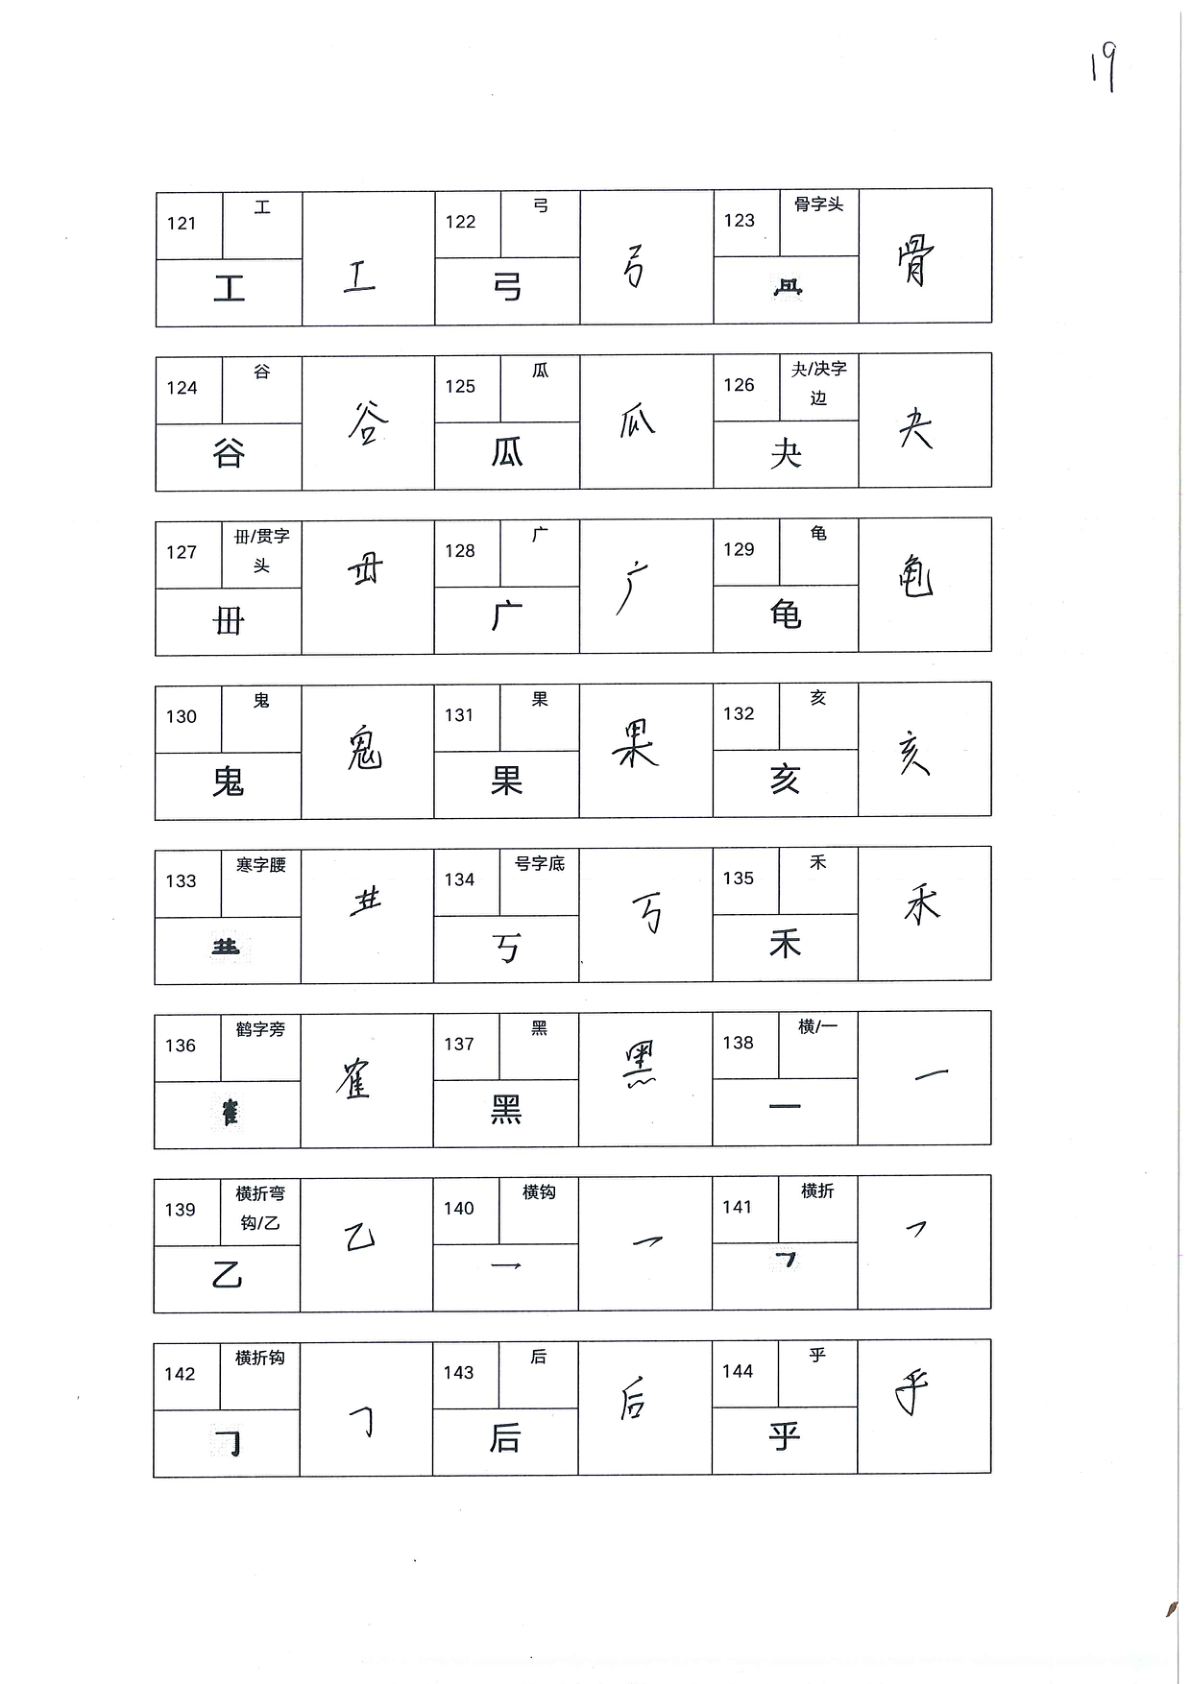 19
121 工 工 122 弓 弓 123 骨字头 骨
工 弓
124 谷 谷 125 瓜 瓜 126 夬/决字
边 夬
谷 瓜 夬
127 毌/贯字
头 毌 128 广 广 129 龟 龟
毌 广 龟
130 鬼 鬼 131 果 果 132 亥 亥
鬼 果 亥
133 寒字腰 134 号字底 丂 135 禾 禾
丂 禾
136 鹤字旁 隺 137 黑 黑 138 横/一 一
隺 黑 一
139 横折弯
钩/乙 乙 140 横钩 乛 141 横折 ㇇
乙 乛 ㇇
142 横折钩 ㇆ 143 后 后 144 乎 乎
㇆ 后 乎